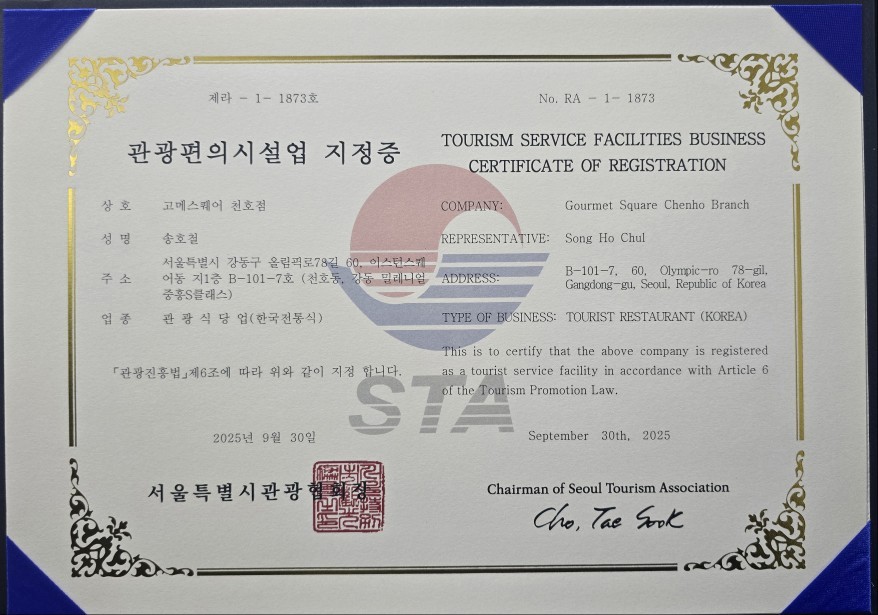 제라 - 1- 1873호
관광편의시설업 지정증
상 호 고메스퀘어 천호점
성 명 송호철
주 소 서울특별시 강동구 올림픽로78길 60, 이스턴스퀘
어동 지1층 B-101-7호 (천호동, 강동 밀레니얼
중흥S클래스)
업 종 관 광 식 당 업(한국전통식)
「관광진흥법」제6조에 따라 위와 같이 지정 합니다.
2025년 9월 30일
서울특별시관광협회장
No. RA - 1- 1873
TOURISM SERVICE FACILITIES BUSINESS
CERTIFICATE OF REGISTRATION
COMPANY: Gourmet Square Chenho Branch
REPRESENTATIVE: Song Ho Chul
ADDRESS: B-101-7, 60, Olympic-ro 78-gil,
Gangdong-gu, Seoul, Republic of Korea
TYPE OF BUSINESS: TOURIST RESTAURANT (KOREA)
This is to certify that the above company is registered
as a tourist service facility in accordance with Article 6
of the Tourism Promotion Law.
September 30th, 2025
Chairman of Seoul Tourism Association
Cho, Tae Sook
STA